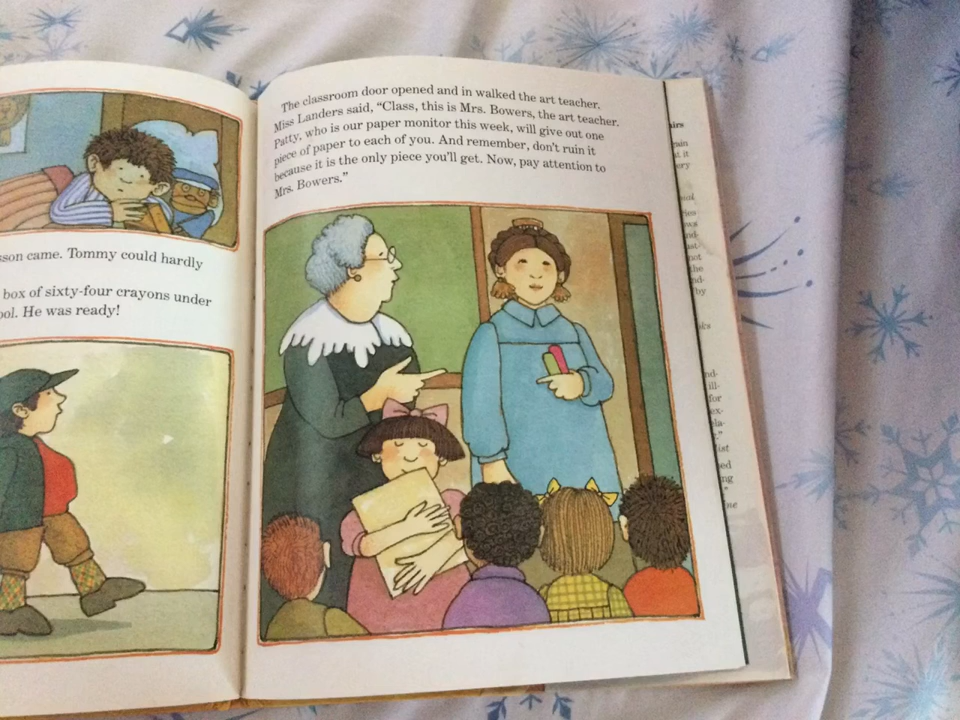 sson came. Tommy could hardly
box of sixty-four crayons under
ool. He was ready!
The classroom door opened and in walked the art teacher.
Miss Landers said, “Class, this is Mrs. Bowers, the art teacher.
Patty, who is our paper monitor this week, will give out one
piece of paper to each of you. And remember, don't ruin it
because it is the only piece you'll get. Now, pay attention to
Mrs. Bowers.”